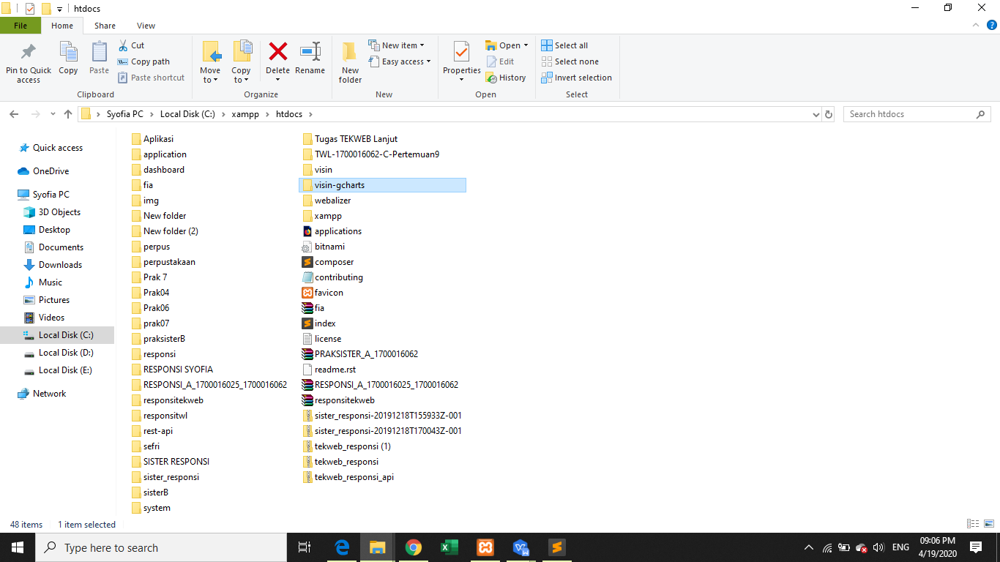 htdocs
File Home Share View
Pin to Quick access
Copy
Paste
Cut
Copy path
Paste shortcut
Clipboard
Move to
Copy to
Delete
Rename
Organize
New folder
New item
Easy access
New
Properties
Open
Edit
History
Open
Select all
Select none
Invert selection
Select
Syofia PC > Local Disk (C:) > xampp > htdocs >
Search htdocs
Quick access
OneDrive
Syofia PC
3D Objects
Desktop
Documents
Downloads
Music
Pictures
Videos
Local Disk (C:)
Local Disk (D:)
Local Disk (E:)
Network
Aplikasi
application
dashboard
fia
img
New folder
New folder (2)
perpus
perpustakaan
Prak 7
Prak04
Prak06
prak07
praksisterB
responsi
RESPONSI SYOFIA
RESPONSI_A_1700016025_1700016062
responsitekweb
responsitwl
rest-api
sefri
SISTER RESPONSI
sister_responsi
sisterB
system
Tugas TEKWEB Lanjut
TWL-1700016062-C-Pertemuan9
visin
visin-gcharts
webalizer
xampp
applications
bitnami
composer
contributing
favicon
fia
index
license
PRAKSISTER_A_1700016062
readme.rst
RESPONSI_A_1700016025_1700016062
responsitekweb
sister_responsi-20191218T155933Z-001
sister_responsi-20191218T170043Z-001
tekweb_responsi (1)
tekweb_responsi
tekweb_responsi_api
48 items 1 item selected
Type here to search
ENG
09:06 PM
4/19/2020